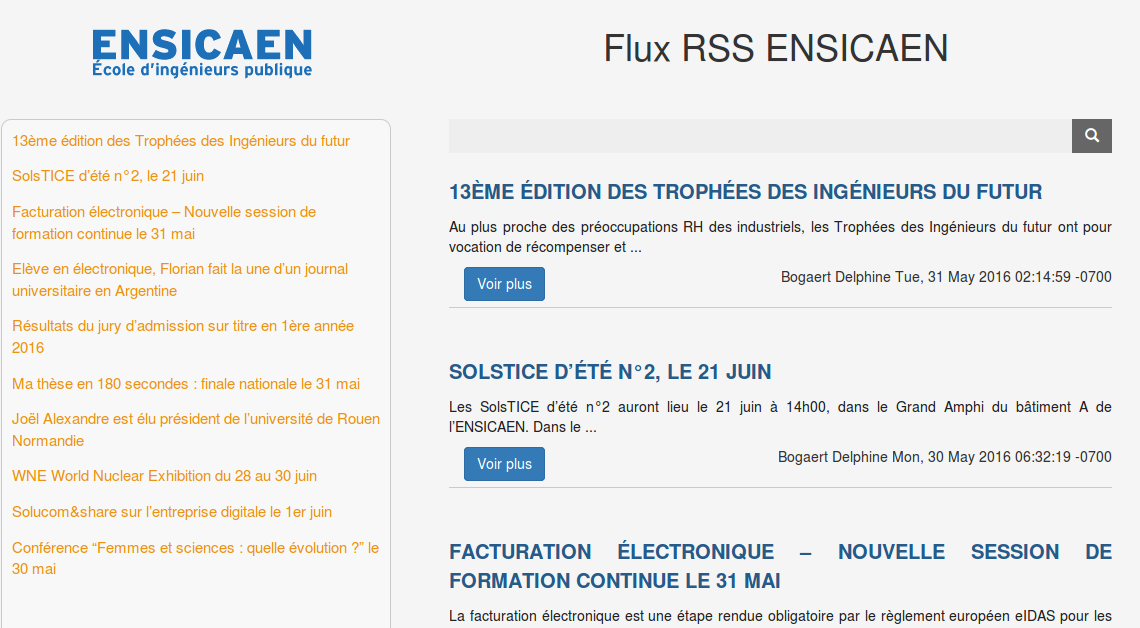 ENSICAEN
École d'ingénieurs publique
Flux RSS ENSICAEN
13ème édition des Trophées des Ingénieurs du futur
SolsTICE d’été n°2, le 21 juin
Facturation électronique – Nouvelle session de
formation continue le 31 mai
Elève en électronique, Florian fait la une d’un journal
universitaire en Argentine
Résultats du jury d’admission sur titre en 1ère année
2016
Ma thèse en 180 secondes : finale nationale le 31 mai
Joël Alexandre est élu président de l’université de Rouen
Normandie
WNE World Nuclear Exhibition du 28 au 30 juin
Solucom&share sur l’entreprise digitale le 1er juin
Conférence “Femmes et sciences : quelle évolution ?” le
30 mai
13ÈME ÉDITION DES TROPHÉES DES INGÉNIEURS DU FUTUR
Au plus proche des préoccupations RH des industriels, les Trophées des Ingénieurs du futur ont pour
vocation de récompenser et ...
Voir plus
Bogaert Delphine Tue, 31 May 2016 02:14:59 -0700
SOLSTICE D’ÉTÉ N°2, LE 21 JUIN
Les SolsTICE d’été n°2 auront lieu le 21 juin à 14h00, dans le Grand Amphi du bâtiment A de
l’ENSICAEN. Dans le ...
Voir plus
Bogaert Delphine Mon, 30 May 2016 06:32:19 -0700
FACTURATION ÉLECTRONIQUE – NOUVELLE SESSION DE
FORMATION CONTINUE LE 31 MAI
La facturation électronique est une étape rendue obligatoire par le règlement européen eIDAS pour les